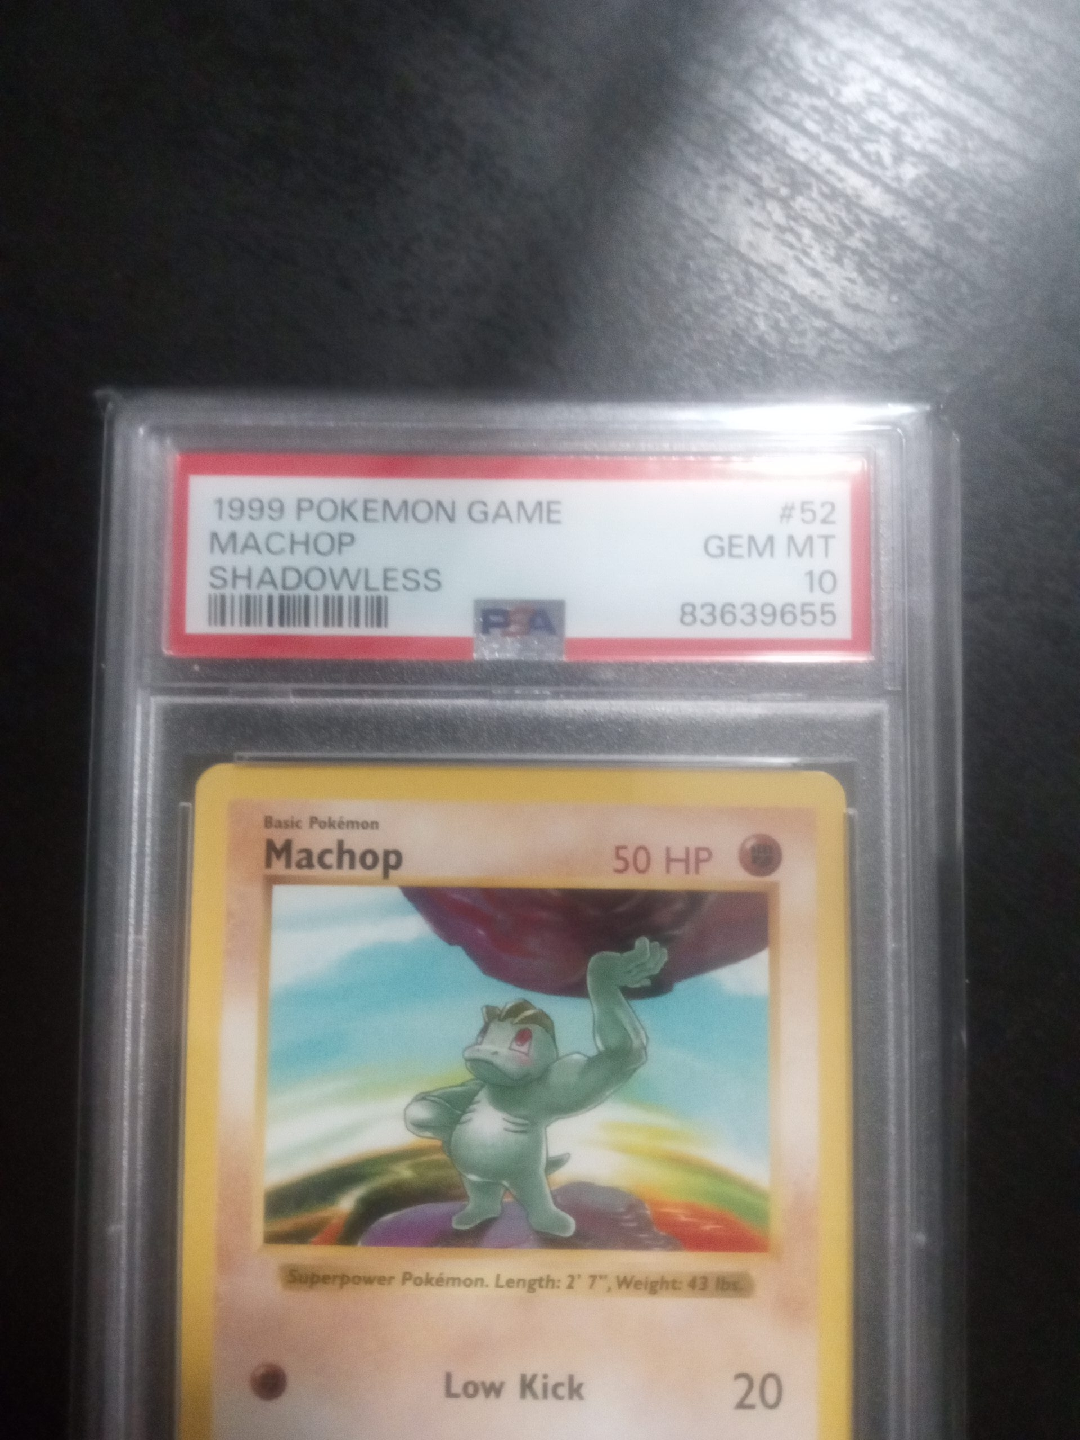 1999 POKEMON GAME #52
MACHOP GEM MT
SHADOWLESS 10
PSA 83639655
Basic Pokémon
Machop 50 HP
Superpower Pokémon. Length: 2' 7", Weight: 43 lbs.
Low Kick 20